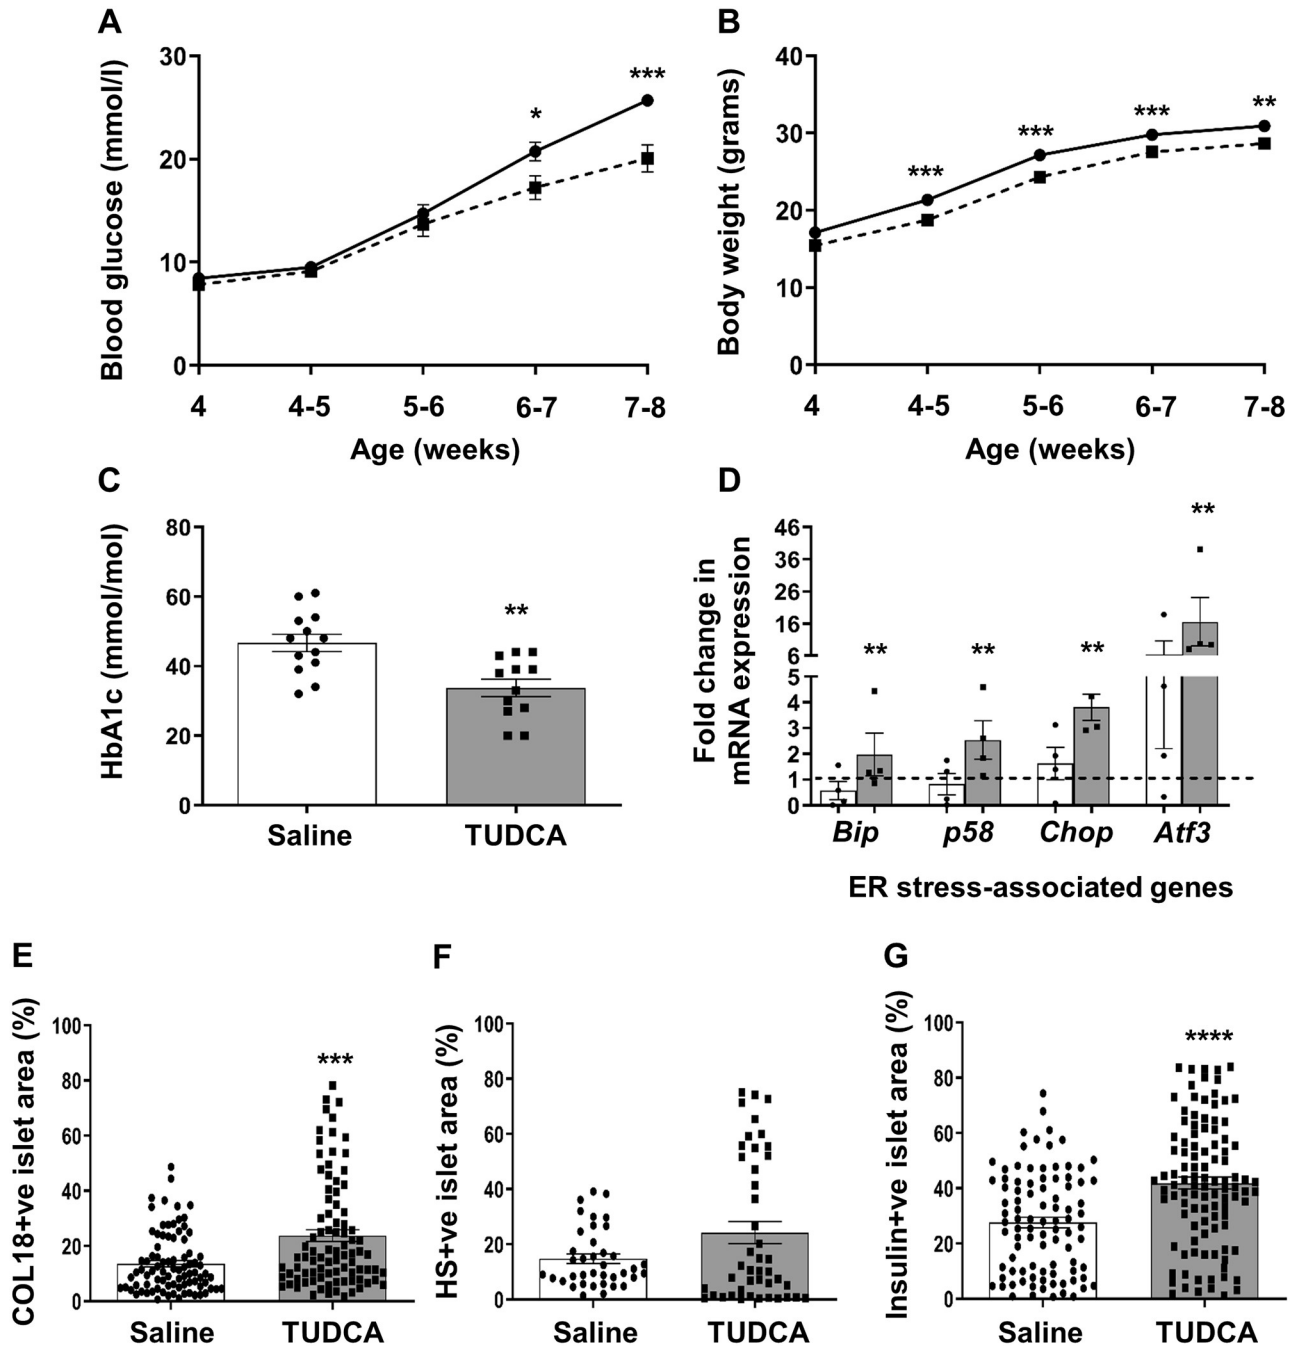 A
Blood glucose (mmol/l)
30
20
10
0
*
***
4
4-5
5-6
6-7
7-8
Age (weeks)
B
Body weight (grams)
40
30
20
10
0
***
***
***
**
4
4-5
5-6
6-7
7-8
Age (weeks)
C
HbA1c (mmol/mol)
80
60
40
20
0
**
Saline
TUDCA
D
Fold change in
mRNA expression
46
36
26
16
6
5
4
3
2
1
0
**
**
**
**
Bip
p58
Chop
Atf3
ER stress-associated genes
E
COL18+ve islet area (%)
100
80
60
40
20
0
***
Saline
TUDCA
F
HS+ve islet area (%)
100
80
60
40
20
0
Saline
TUDCA
G
Insulin+ve islet area (%)
100
80
60
40
20
0
****
Saline
TUDCA